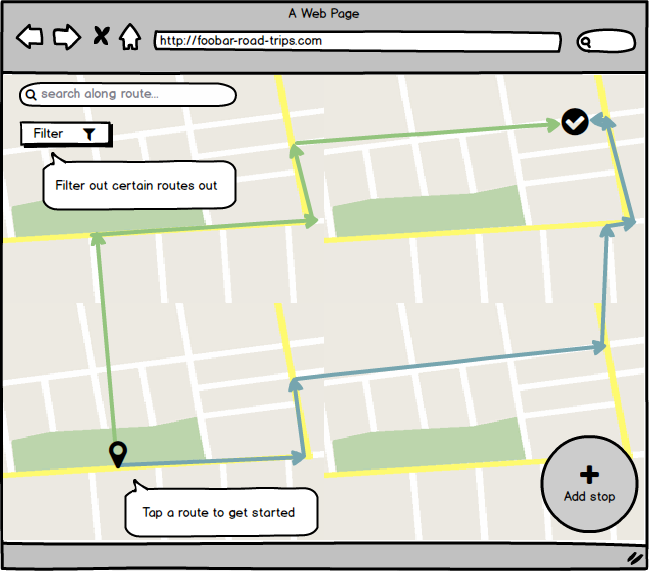 A Web Page
http://foobar-road-trips.com
search along route...
Filter
Filter out certain routes out
Tap a route to get started
Add stop